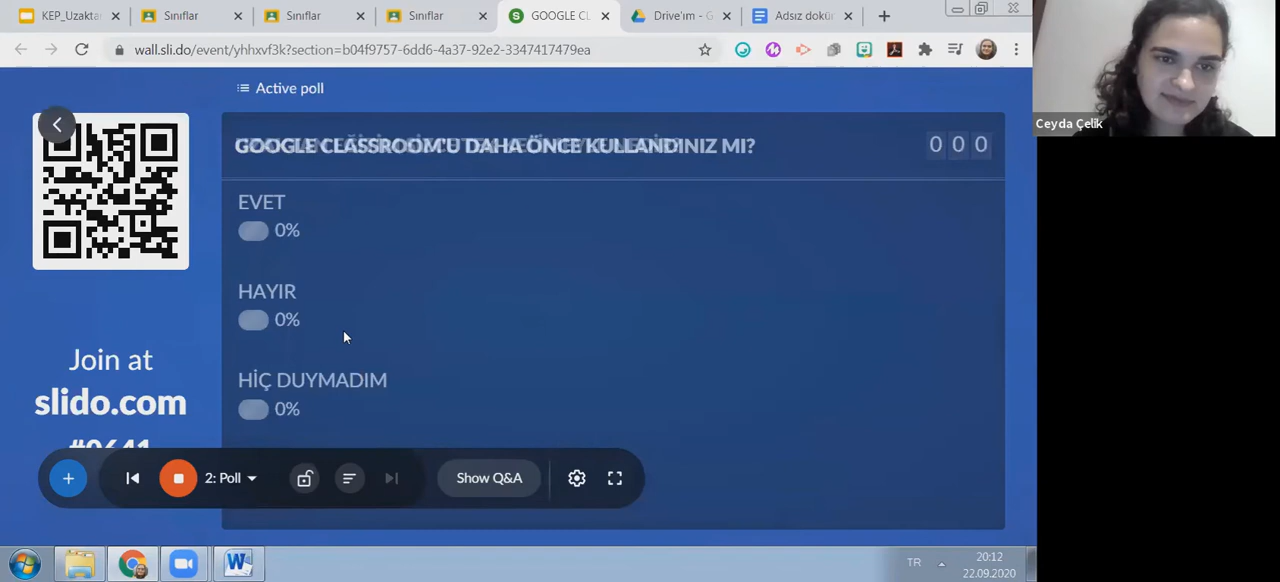 KEP_Uzakta
Sınıflar
Sınıflar
Sınıflar
GOOGLE CL
Drive'ım - G
Adsız dokü
wall.sli.do/event/yhhxvf3k?section=b04f9757-6dd6-4a37-92e2-3347417479ea
Ceyda Çelik
Active poll
GOOGLE CLASSROOM'U DAHA ÖNCE KULLANDINIZ MI?
0 0 0
EVET
0%
HAYIR
0%
HİÇ DUYMADIM
0%
Join at
slido.com
2: Poll
Show Q&A
TR
20:12
22.09.2020